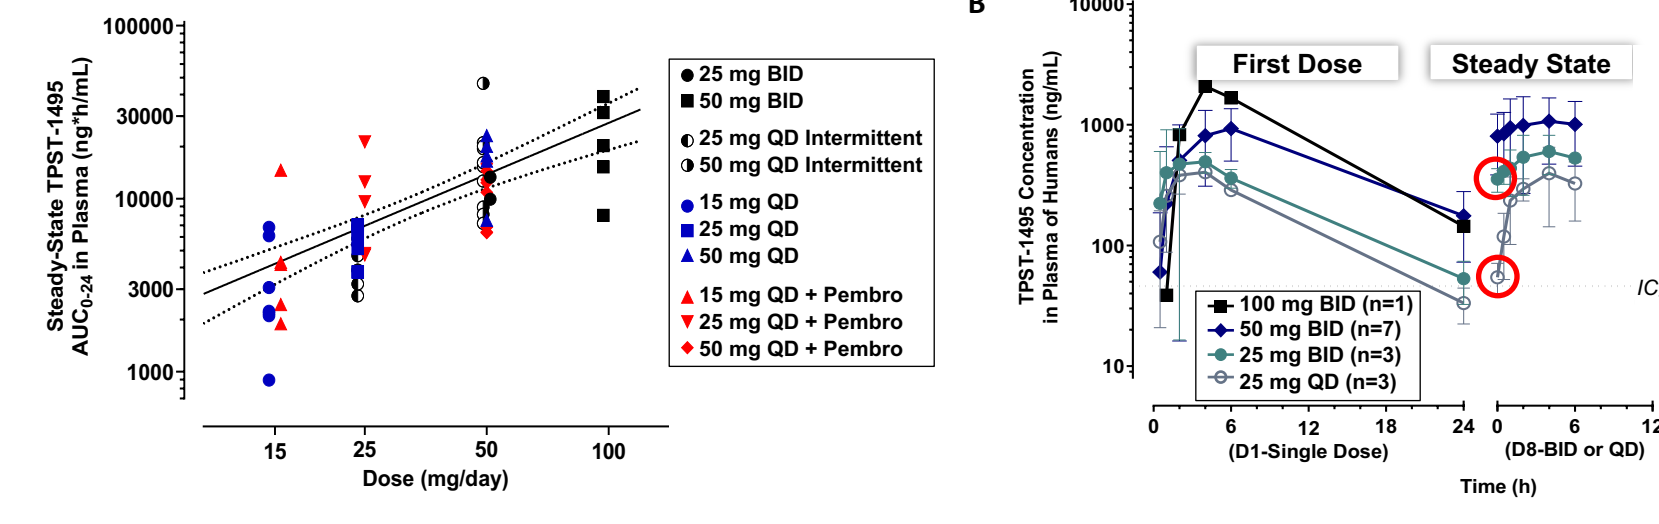 100000
30000
10000
3000
1000
Steady-State TPST-1495
AUC0-24 in Plasma (ng*h/mL)
15
25
50
100
Dose (mg/day)
25 mg BID
50 mg BID
25 mg QD Intermittent
50 mg QD Intermittent
15 mg QD
25 mg QD
50 mg QD
15 mg QD + Pembro
25 mg QD + Pembro
50 mg QD + Pembro
B
10000
1000
100
10
TPST-1495 Concentration
in Plasma of Humans (ng/mL)
First Dose
Steady State
IC
100 mg BID (n=1)
50 mg BID (n=7)
25 mg BID (n=3)
25 mg QD (n=3)
0
6
12
18
24
0
6
12
(D1-Single Dose)
(D8-BID or QD)
Time (h)